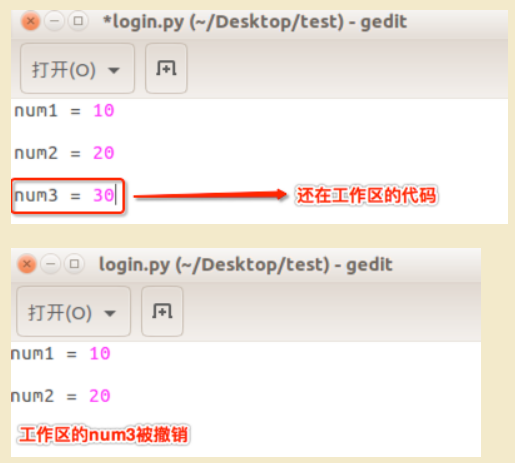 *login.py (~/Desktop/test) - gedit
打开(O)
num1 = 10
num2 = 20
num3 = 30 还在工作区的代码
login.py (~/Desktop/test) - gedit
打开(O)
num1 = 10
num2 = 20
工作区的num3被撤销